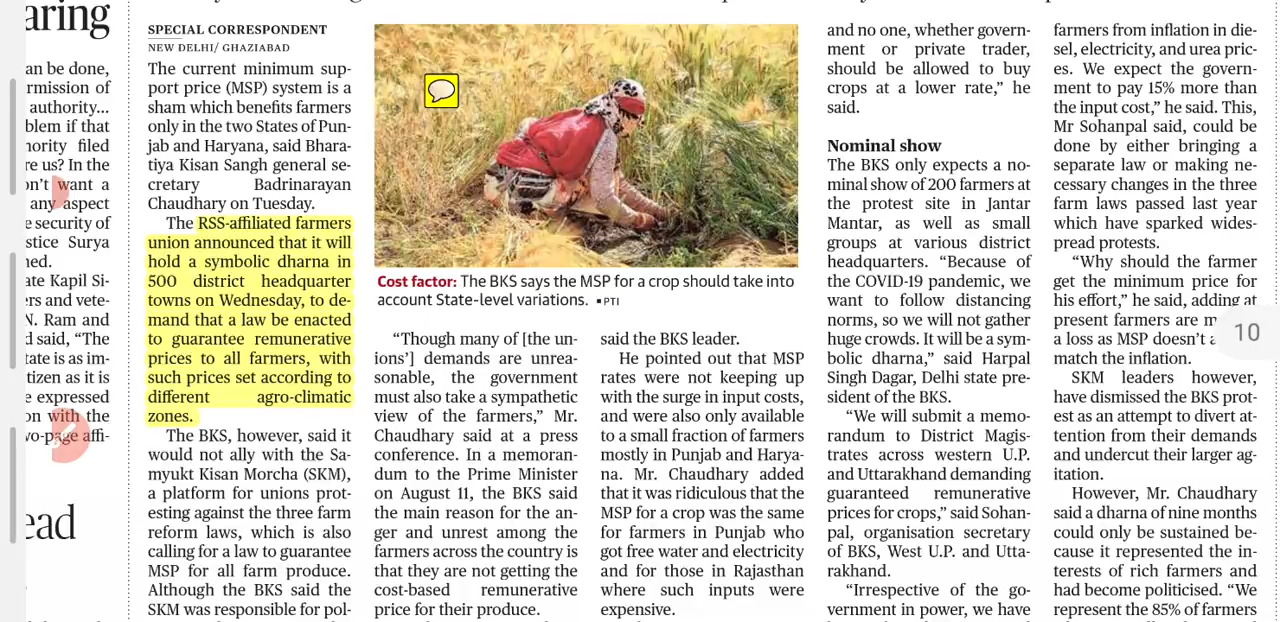 aring
an be done,
rmission of
authority...
blem if that
hority filed
re us? In the
on't want a
any aspect
e security of
stice Surya
ned.
ate Kapil Si-
ers and vete-
N. Ram and
d said, “The
tate is as im-
tizen as it is
e expressed
on with the
wo-page affi-
ead
SPECIAL CORRESPONDENT
NEW DELHI/ GHAZIABAD
The current minimum sup-
port price (MSP) system is a
sham which benefits farmers
only in the two States of Pun-
jab and Haryana, said Bhara-
tiya Kisan Sangh general se-
cretary Badrinarayan
Chaudhary on Tuesday.
The RSS-affiliated farmers
union announced that it will
hold a symbolic dharna in
500 district headquarter
towns on Wednesday, to de-
mand that a law be enacted
to guarantee remunerative
prices to all farmers, with
such prices set according to
different agro-climatic
zones.
The BKS, however, said it
would not ally with the Sa-
myukt Kisan Morcha (SKM),
a platform for unions prot-
esting against the three farm
reform laws, which is also
calling for a law to guarantee
MSP for all farm produce.
Although the BKS said the
SKM was responsible for pol-
Cost factor: The BKS says the MSP for a crop should take into
account State-level variations. ▪PTI
“Though many of [the un-
ions’] demands are unrea-
sonable, the government
must also take a sympathetic
view of the farmers,” Mr.
Chaudhary said at a press
conference. In a memoran-
dum to the Prime Minister
on August 11, the BKS said
the main reason for the an-
ger and unrest among the
farmers across the country is
that they are not getting the
cost-based remunerative
price for their produce.
said the BKS leader.
He pointed out that MSP
rates were not keeping up
with the surge in input costs,
and were also only available
to a small fraction of farmers
mostly in Punjab and Harya-
na. Mr. Chaudhary added
that it was ridiculous that the
MSP for a crop was the same
for farmers in Punjab who
got free water and electricity
and for those in Rajasthan
where such inputs were
expensive.
and no one, whether govern-
ment or private trader,
should be allowed to buy
crops at a lower rate,” he
said.
Nominal show
The BKS only expects a no-
minal show of 200 farmers at
the protest site in Jantar
Mantar, as well as small
groups at various district
headquarters. “Because of
the COVID-19 pandemic, we
want to follow distancing
norms, so we will not gather
huge crowds. It will be a sym-
bolic dharna,” said Harpal
Singh Dagar, Delhi state pre-
sident of the BKS.
“We will submit a memo-
randum to District Magis-
trates across western U.P.
and Uttarakhand demanding
guaranteed remunerative
prices for crops,” said Sohan-
pal, organisation secretary
of BKS, West U.P. and Utta-
rakhand.
“Irrespective of the go-
vernment in power, we have
farmers from inflation in die-
sel, electricity, and urea pric-
es. We expect the govern-
ment to pay 15% more than
the input cost,” he said. This,
Mr Sohanpal said, could be
done by either bringing a
separate law or making ne-
cessary changes in the three
farm laws passed last year
which have sparked wides-
pread protests.
“Why should the farmer
get the minimum price for
his effort,” he said, adding at
present farmers are m
a loss as MSP doesn’t a
match the inflation.
SKM leaders however,
have dismissed the BKS prot-
est as an attempt to divert at-
tention from their demands
and undercut their larger ag-
itation.
However, Mr. Chaudhary
said a dharna of nine months
could only be sustained be-
cause it represented the in-
terests of rich farmers and
had become politicised. “We
represent the 85% of farmers
10